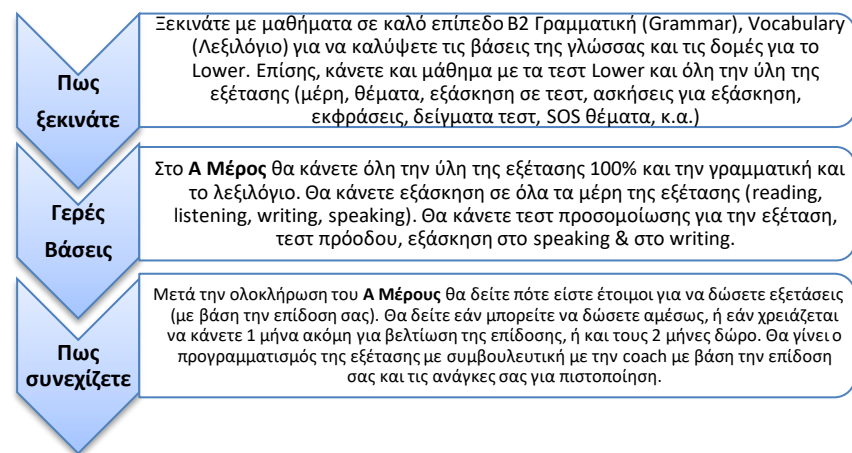 Πως
ξεκινάτε
Ξεκινάτε με μαθήματα σε καλό επίπεδο Β2 Γραμματική (Grammar), Vocabulary
(Λεξιλόγιο) για να καλύψετε τις βάσεις της γλώσσας και τις δομές για το
Lower. Επίσης, κάνετε και μάθημα με τα τεστ Lower και όλη την ύλη της
εξέτασης (μέρη, θέματα, εξάσκηση σε τεστ, ασκήσεις για εξάσκηση,
εκφράσεις, δείγματα τεστ, SOS θέματα, κ.α.)
Γερές
Βάσεις
Στο Α Μέρος θα κάνετε όλη την ύλη της εξέτασης 100% και την γραμματική και
το λεξιλόγιο. Θα κάνετε εξάσκηση σε όλα τα μέρη της εξέτασης (reading,
listening, writing, speaking). Θα κάνετε τεστ προσομοίωσης για την εξέταση,
τεστ πρόοδου, εξάσκηση στο speaking & στο writing.
Πως
συνεχίζετε
Μετά την ολοκλήρωση του Α Μέρους θα δείτε πότε είστε έτοιμοι για να δώσετε εξετάσεις
(με βάση την επίδοση σας). Θα δείτε εάν μπορείτε να δώσετε αμέσως, ή εάν χρειάζεται
να κάνετε 1 μήνα ακόμη για βελτίωση της επίδοσης, ή και τους 2 μήνες δώρο. Θα γίνει ο
προγραμματισμός της εξέτασης με συμβουλευτική με την coach με βάση την επίδοση
σας και τις ανάγκες σας για πιστοποίηση.